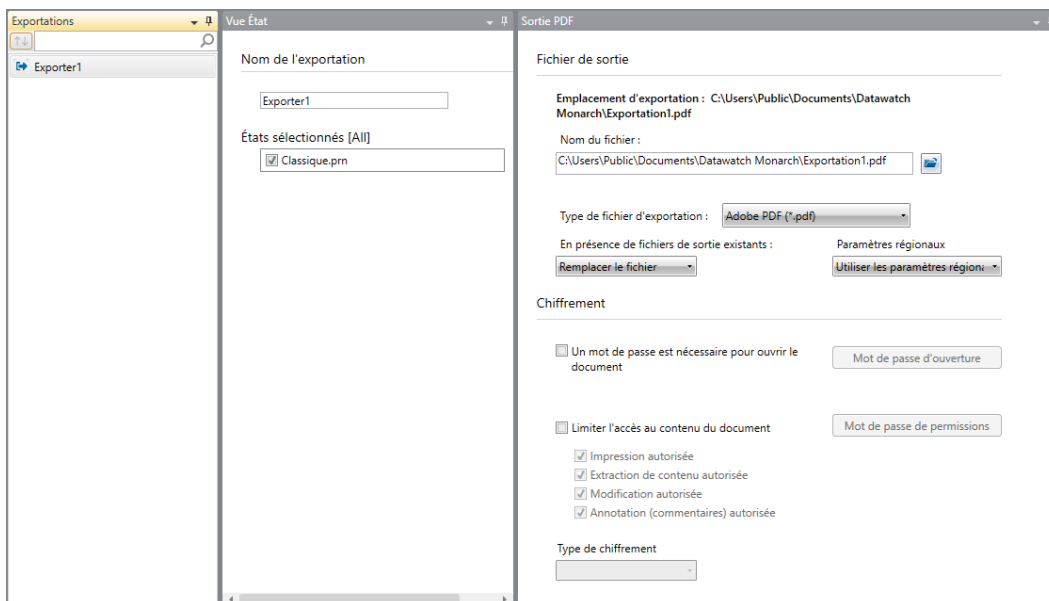 Exportations
Exporter1
Vue État
Nom de l'exportation
Exporter1
États sélectionnés [All]
Classique.prn
Sortie PDF
Fichier de sortie
Emplacement d'exportation : C:\Users\Public\Documents\Datawatch
Monarch\Exportation1.pdf
Nom du fichier :
C:\Users\Public\Documents\Datawatch Monarch\Exportation1.pdf
Type de fichier d'exportation : Adobe PDF (*.pdf)
En présence de fichiers de sortie existants : Paramètres régionaux
Remplacer le fichier Utiliser les paramètres régiona
Chiffrement
Un mot de passe est nécessaire pour ouvrir le
document
Mot de passe d'ouverture
Limiter l'accès au contenu du document Mot de passe de permissions
Impression autorisée
Extraction de contenu autorisée
Modification autorisée
Annotation (commentaires) autorisée
Type de chiffrement